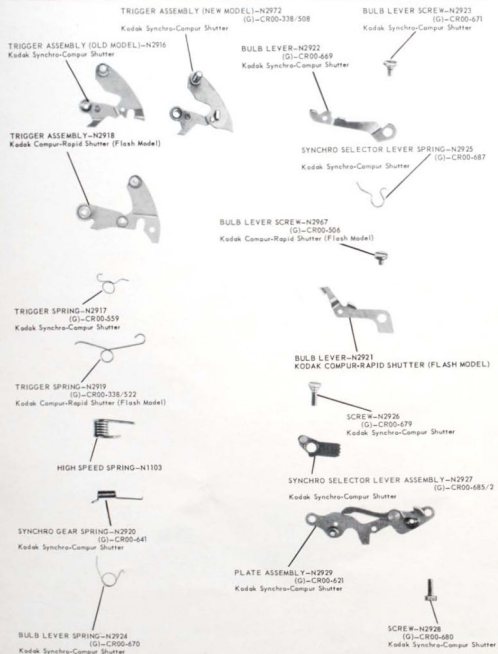 TRIGGER ASSEMBLY (NEW MODEL)–N2972
(G)–CR00-338/508
Kodak Synchro-Compur Shutter
TRIGGER ASSEMBLY (OLD MODEL)–N2916
Kodak Synchro-Compur Shutter
TRIGGER ASSEMBLY–N2918
Kodak Compur-Rapid Shutter (Flash Model)
TRIGGER SPRING–N2917
(G)–CR00-559
Kodak Synchro-Compur Shutter
TRIGGER SPRING–N2919
(G)–CR00-338/522
Kodak Compur-Rapid Shutter (Flash Model)
HIGH SPEED SPRING–N1103
SYNCHRO GEAR SPRING–N2920
(G)–CR00-641
Kodak Synchro-Compur Shutter
BULB LEVER SPRING–N2924
(G)–CR00-670
Kodak Synchro-Compur Shutter
BULB LEVER SCREW–N2923
(G)–CR00-671
Kodak Synchro-Compur Shutter
BULB LEVER–N2922
(G)–CR00-669
Kodak Synchro-Compur Shutter
SYNCHRO SELECTOR LEVER SPRING–N2925
(G)–CR00-687
Kodak Synchro-Compur Shutter
BULB LEVER SCREW–N2967
(G)–CR00-506
Kodak Compur-Rapid Shutter (Flash Model)
BULB LEVER–N2921
KODAK COMPUR-RAPID SHUTTER (FLASH MODEL)
SCREW–N2926
(G)–CR00-679
Kodak Synchro-Compur Shutter
SYNCHRO SELECTOR LEVER ASSEMBLY–N2927
(G)–CR00-685/2
Kodak Synchro-Compur Shutter
PLATE ASSEMBLY–N2929
(G)–CR00-621
Kodak Synchro-Compur Shutter
SCREW–N2928
(G)–CR00-680
Kodak Synchro-Compur Shutter